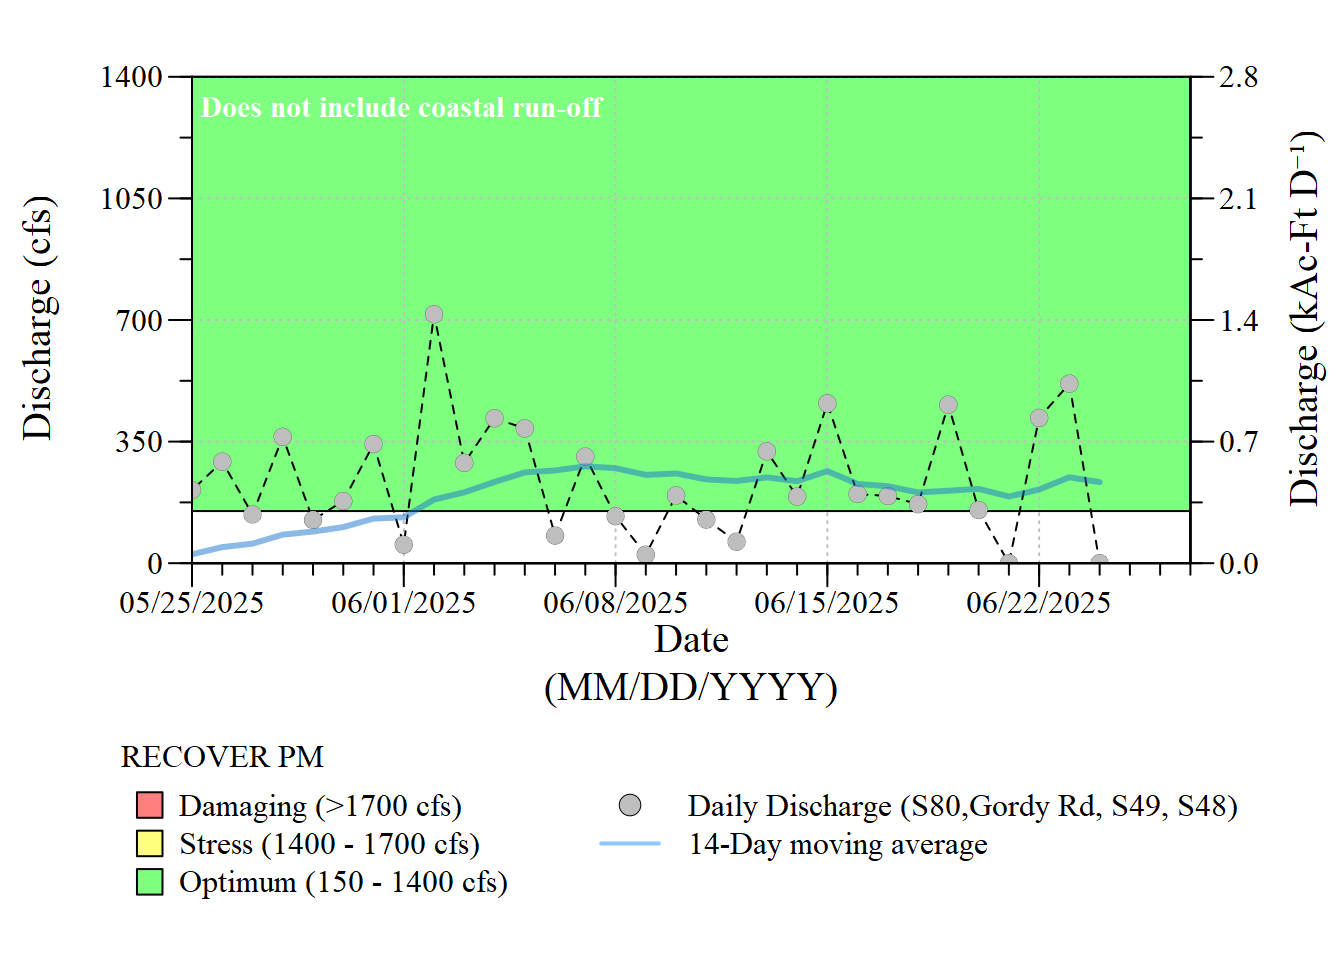 1400
1050
700
350
0
Discharge (cfs)
Does not include coastal run-off
2.8
2.1
1.4
0.7
0.0
Discharge (kAc-Ft D⁻¹)
05/25/2025
06/01/2025
06/08/2025
06/15/2025
06/22/2025
Date
(MM/DD/YYYY)
RECOVER PM
Damaging (>1700 cfs)
Stress (1400 - 1700 cfs)
Optimum (150 - 1400 cfs)
Daily Discharge (S80,Gordy Rd, S49, S48)
14-Day moving average